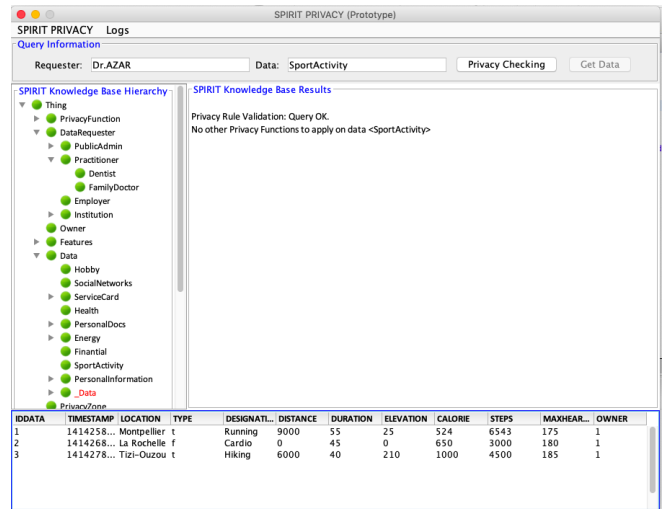 SPIRIT PRIVACY (Prototype)
SPIRIT PRIVACY Logs
Query Information
Requester: Dr.AZAR Data: SportActivity Privacy Checking Get Data
SPIRIT Knowledge Base Hierarchy
Thing
PrivacyFunction
DataRequester
PublicAdmin
Practitioner
Dentist
FamilyDoctor
Employer
Institution
Owner
Features
Data
Hobby
SocialNetworks
ServiceCard
Health
PersonalDocs
Energy
Finantial
SportActivity
PersonalInformation
_Data
PrivacyZone
SPIRIT Knowledge Base Results
Privacy Rule Validation: Query OK.
No other Privacy Functions to apply on data <SportActivity>
IDDATA TIMESTAMP LOCATION TYPE DESIGNATI... DISTANCE DURATION ELEVATION CALORIE STEPS MAXHEAR... OWNER
1 1414258... Montpellier t Running 9000 55 25 524 6543 175 1
2 1414268... La Rochelle f Cardio 0 45 0 650 3000 180 1
3 1414278... Tizi-Ouzou t Hiking 6000 40 210 1000 4500 185 1